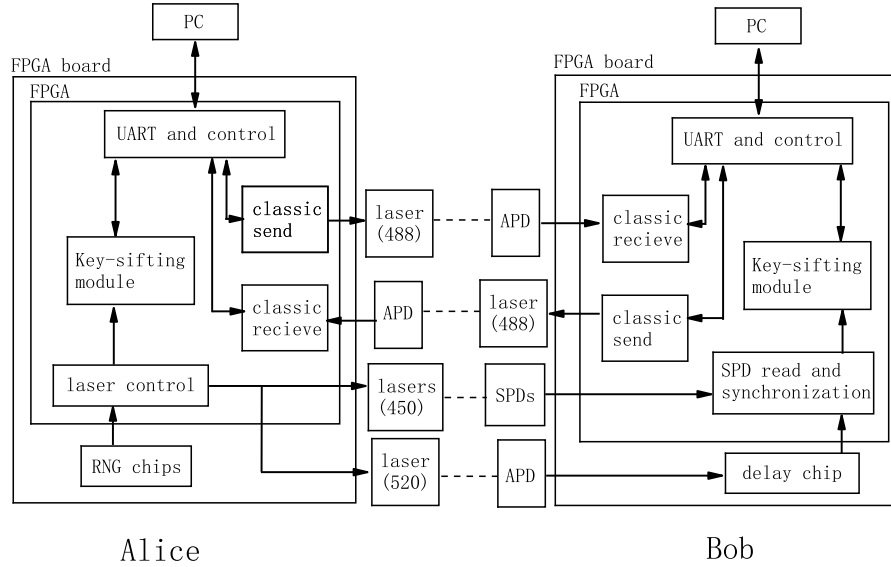 PC
FPGA board
FPGA
UART and control
classic
send
Key-sifting
module
classic
recieve
laser control
RNG chips
laser
(488)
APD
APD
laser
(488)
lasers
(450)
SPDs
laser
(520)
APD
PC
FPGA board
FPGA
UART and control
classic
recieve
Key-sifting
module
classic
send
SPD read and
synchronization
delay chip
Alice
Bob